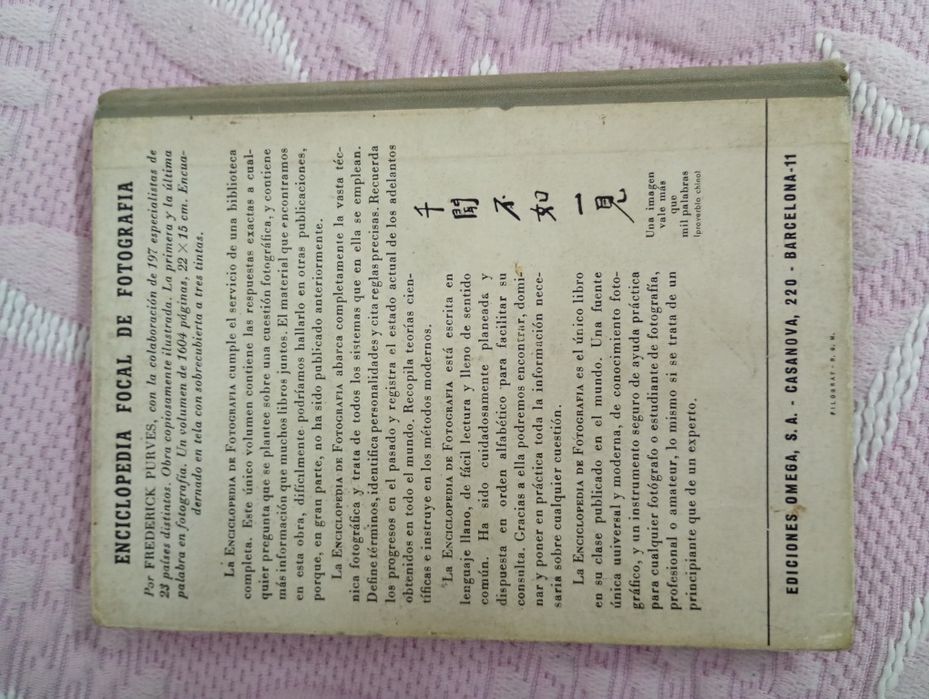 ENCICLOPEDIA FOCAL DE FOTOGRAFIA
Por FREDERICK PURVES, con la colaboración de 197 especialistas de
23 países distintos. Obra copiosamente ilustrada. La primera y la última
palabra en fotografía. Un volumen de 1604 páginas, 22 × 15 cm. Encua-
dernado en tela con sobrecubierta a tres tintas.
La ENCICLOPEDIA DE FOTOGRAFIA cumple el servicio de una biblioteca
completa. Este único volumen contiene las respuestas exactas a cual-
quier pregunta que se plantee sobre una cuestión fotográfica, y contiene
más información que muchos libros juntos. El material que encontramos
en esta obra, difícilmente podríamos hallarlo en otras publicaciones,
porque, en gran parte, no ha sido publicado anteriormente.
La ENCICLOPEDIA DE FOTOGRAFIA abarca completamente la vasta téc-
nica fotográfica y trata de todos los sistemas que en ella se emplean.
Define términos, identifica personalidades y cita reglas precisas. Recuerda
los progresos en el pasado y registra el estado actual de los adelantos
obtenidos en todo el mundo. Recopila teorías cien-
tíficas e instruye en los métodos modernos.
La ENCICLOPEDIA DE FOTOGRAFIA está escrita en
lenguaje llano, de fácil lectura y lleno de sentido
común. Ha sido cuidadosamente planeada y
dispuesta en orden alfabético para facilitar su
consulta. Gracias a ella podremos encontrar, domi-
nar y poner en práctica toda la información nece-
saria sobre cualquier cuestión.
La ENCICLOPEDIA DE FOTOGRAFIA es el único libro
en su clase publicado en el mundo. Una fuente
única universal y moderna, de conocimiento foto-
gráfico, y un instrumento seguro de ayuda práctica
para cualquier fotógrafo o estudiante de fotografía,
profesional o amateur, lo mismo si se trata de un
principiante que de un experto.
千
聞
不
如
一
見
Una imagen
vale más
que
mil palabras
(proverbio chino)
EDICIONES OMEGA, S. A. - CASANOVA, 220 - BARCELONA-11
FILOGRAF - R. U. M.